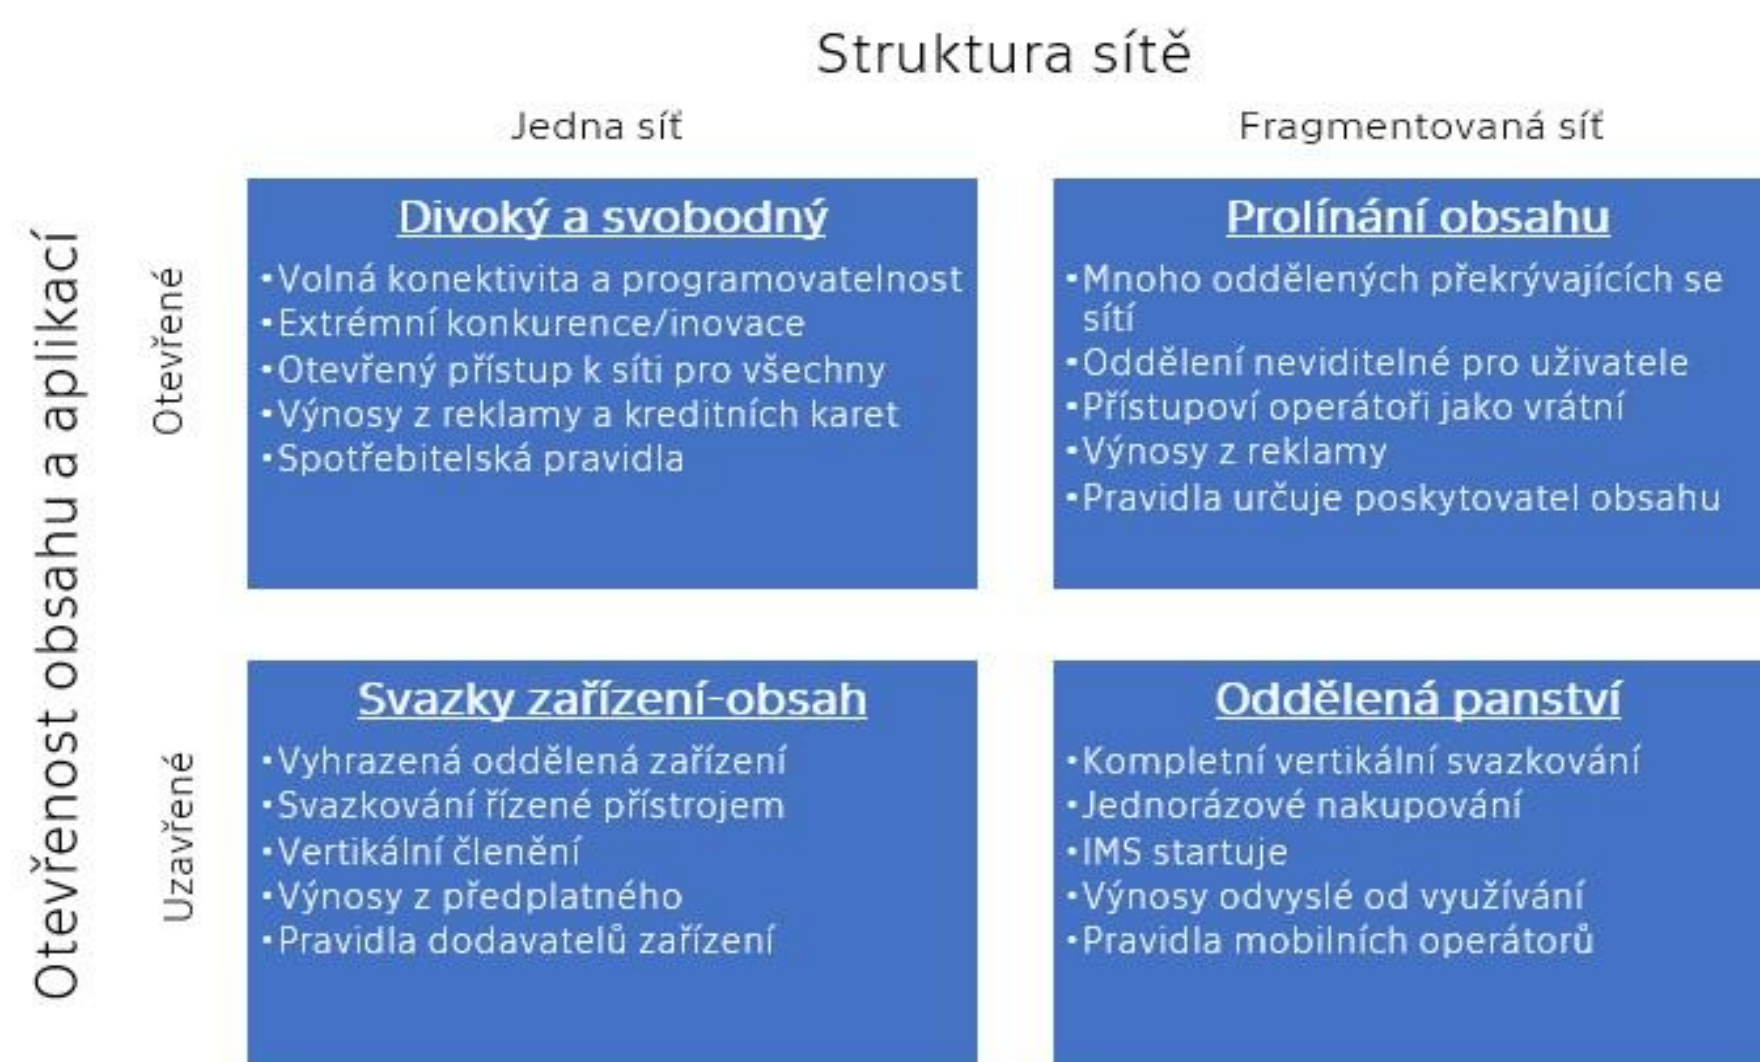 Struktura sítě
Jedna síť
Fragmentovaná síť
Otevřenost obsahu a aplikací
Otevřené
Divoký a svobodný
•Volná konektivita a programovatelnost
•Extrémní konkurence/inovace
•Otevřený přístup k síti pro všechny
•Výnosy z reklamy a kreditních karet
•Spotřebitelská pravidla
Prolínání obsahu
•Mnoho oddělených překrývajících se
sítí
•Oddělení neviditelné pro uživatele
•Přístupoví operátoři jako vrátní
•Výnosy z reklamy
•Pravidla určuje poskytovatel obsahu
Uzavřené
Svazky zařízení-obsah
•Vyhrazená oddělená zařízení
•Svazkování řízené přístrojem
•Vertikální členění
•Výnosy z předplatného
•Pravidla dodavatelů zařízení
Oddělená panství
•Kompletní vertikální svazkování
•Jednorázové nakupování
•IMS startuje
•Výnosy odvyslé od využívání
•Pravidla mobilních operátorů